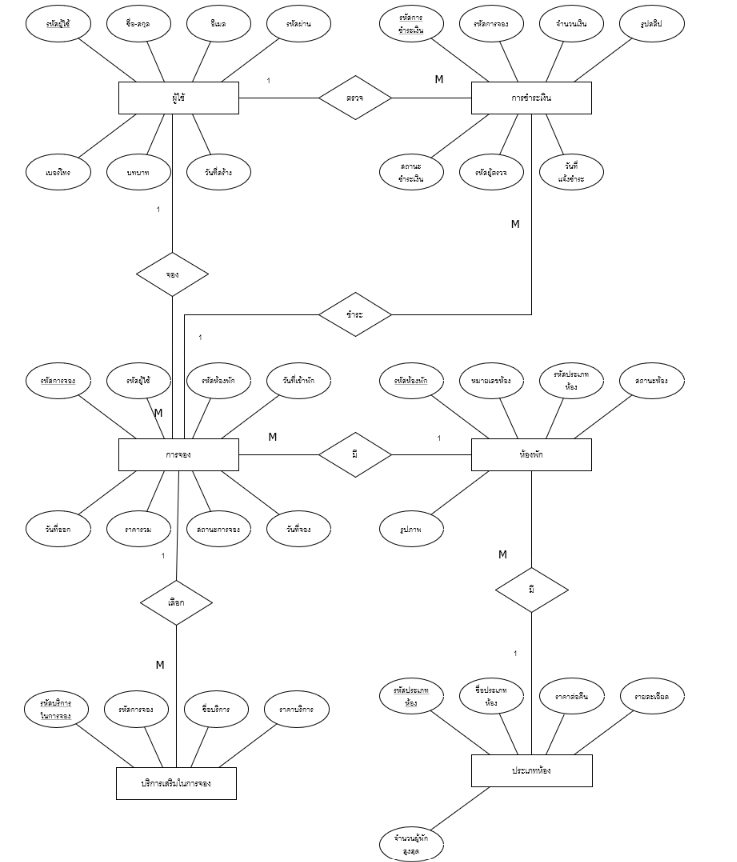 รหัสผู้ใช้
ชื่อ-สกุล
อีเมล
รหัสผ่าน
รหัสการ
ชำระเงิน
รหัสการจอง
จำนวนเงิน
รูปสลิป
ผู้ใช้
1
ตรวจ
M
การชำระเงิน
เบอร์โทร
บทบาท
วันที่สร้าง
สถานะ
ชำระเงิน
รหัสผู้ตรวจ
วันที่
แจ้งชำระ
1
M
จอง
ชำระ
1
รหัสการจอง
รหัสผู้ใช้
รหัสห้องพัก
วันที่เข้าพัก
รหัสห้องพัก
หมายเลขห้อง
รหัสประเภท
ห้อง
สถานะห้อง
M
การจอง
M
มี
1
ห้องพัก
วันที่ออก
ราคารวม
สถานะการจอง
วันที่จอง
รูปภาพ
1
M
เลือก
มี
M
1
รหัสบริการ
ในการจอง
รหัสการจอง
ชื่อบริการ
ราคาบริการ
รหัสประเภท
ห้อง
ชื่อประเภท
ห้อง
ราคาต่อคืน
รายละเอียด
บริการเสริมในการจอง
ประเภทห้อง
จำนวนผู้พัก
สูงสุด